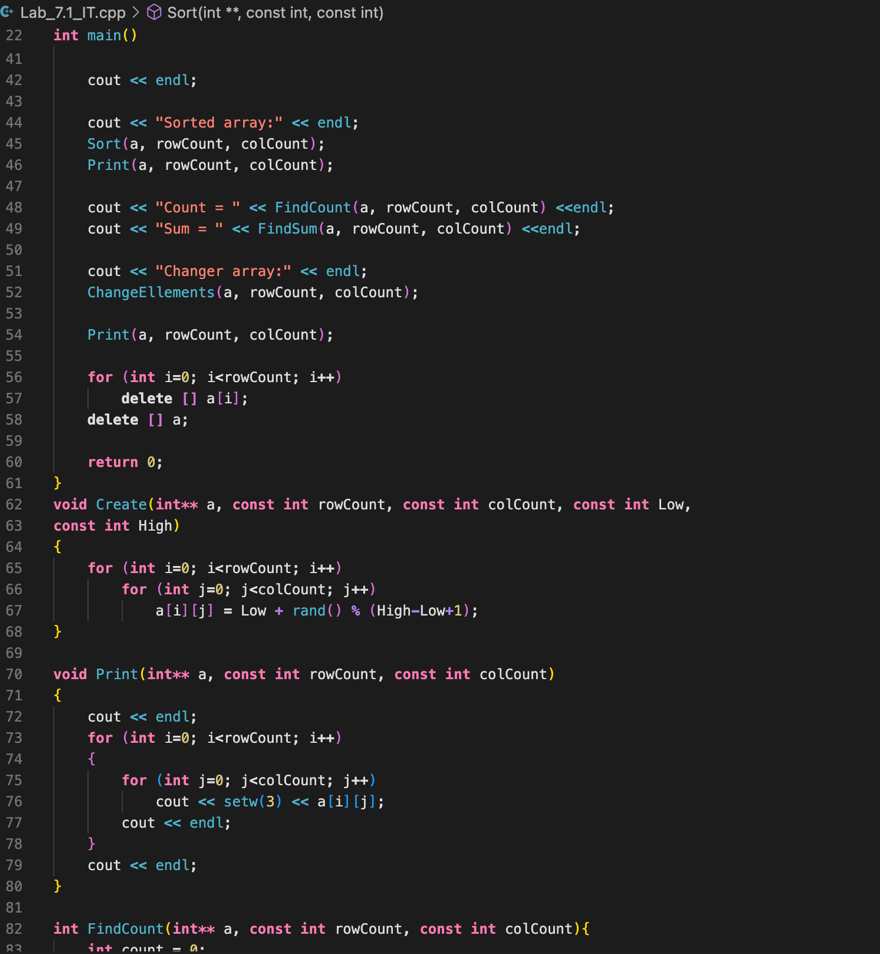 Lab_7.1_IT.cpp > Sort(int **, const int, const int)
22 int main()
41
42 cout << endl;
43
44 cout << "Sorted array:" << endl;
45 Sort(a, rowCount, colCount);
46 Print(a, rowCount, colCount);
47
48 cout << "Count = " << FindCount(a, rowCount, colCount) <<endl;
49 cout << "Sum = " << FindSum(a, rowCount, colCount) <<endl;
50
51 cout << "Changer array:" << endl;
52 ChangeEllements(a, rowCount, colCount);
53
54 Print(a, rowCount, colCount);
55
56 for (int i=0; i<rowCount; i++)
57 delete [] a[i];
58 delete [] a;
59
60 return 0;
61 }
62 void Create(int** a, const int rowCount, const int colCount, const int Low,
63 const int High)
64 {
65 for (int i=0; i<rowCount; i++)
66 for (int j=0; j<colCount; j++)
67 a[i][j] = Low + rand() % (High-Low+1);
68 }
69
70 void Print(int** a, const int rowCount, const int colCount)
71 {
72 cout << endl;
73 for (int i=0; i<rowCount; i++)
74 {
75 for (int j=0; j<colCount; j++)
76 cout << setw(3) << a[i][j];
77 cout << endl;
78 }
79 cout << endl;
80 }
81
82 int FindCount(int** a, const int rowCount, const int colCount){
83 int count = 0;